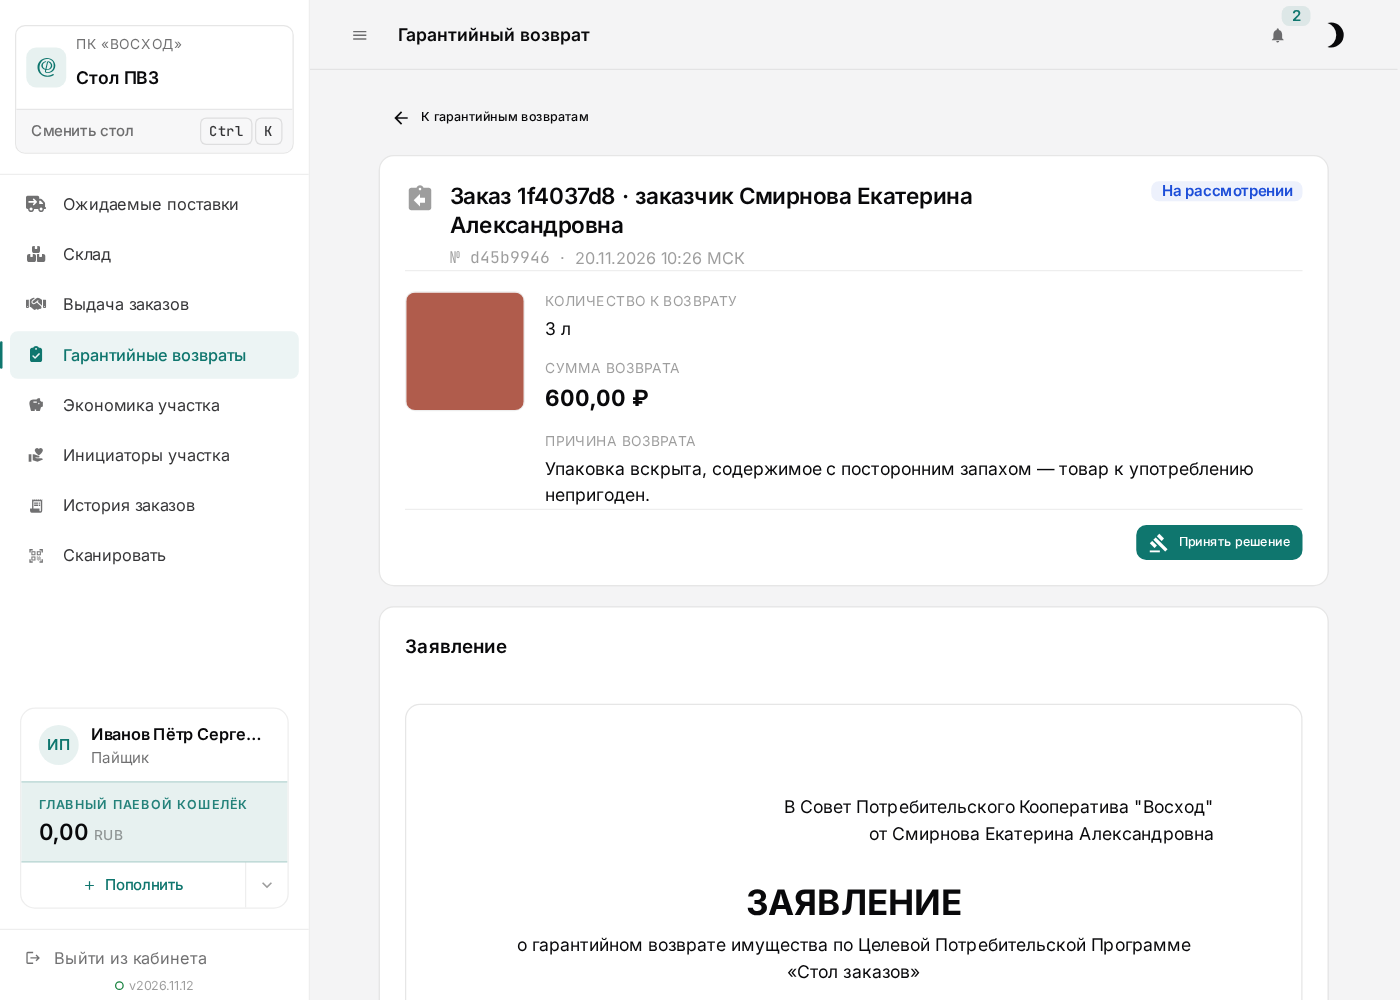 ПК «ВОСХОД»
Стол ПВЗ
Сменить стол
Ctrl K
Ожидаемые поставки
Склад
Выдача заказов
Гарантийные возвраты
Экономика участка
Инициаторы участка
История заказов
Сканировать
ИП
Иванов Пётр Серге...
Пайщик
ГЛАВНЫЙ ПАЕВОЙ КОШЕЛЁК
0,00 RUB
+ Пополнить
Выйти из кабинета
v2026.11.12
Гарантийный возврат
2
К гарантийным возвратам
Заказ 1f4037d8 · заказчик Смирнова Екатерина
Александровна
На рассмотрении
№ d45b9946 · 20.11.2026 10:26 МСК
КОЛИЧЕСТВО К ВОЗВРАТУ
3 л
СУММА ВОЗВРАТА
600,00 ₽
ПРИЧИНА ВОЗВРАТА
Упаковка вскрыта, содержимое с посторонним запахом — товар к употреблению
непригоден.
Принять решение
Заявление
В Совет Потребительского Кооператива "Восход"
от Смирнова Екатерина Александровна
ЗАЯВЛЕНИЕ
о гарантийном возврате имущества по Целевой Потребительской Программе
«Стол заказов»